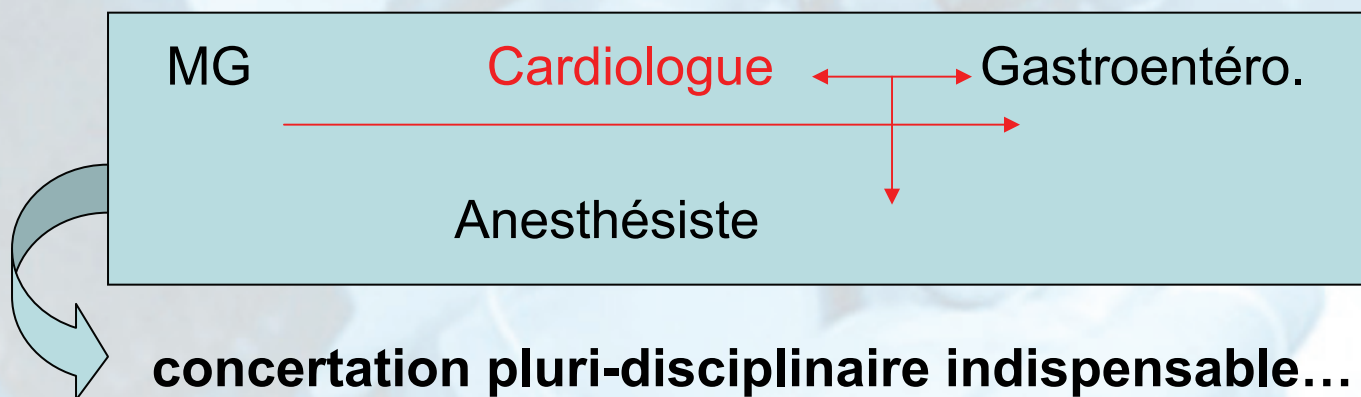 MG Cardiologue Gastroentéro.
Anesthésiste
concertation pluri-disciplinaire indispensable…